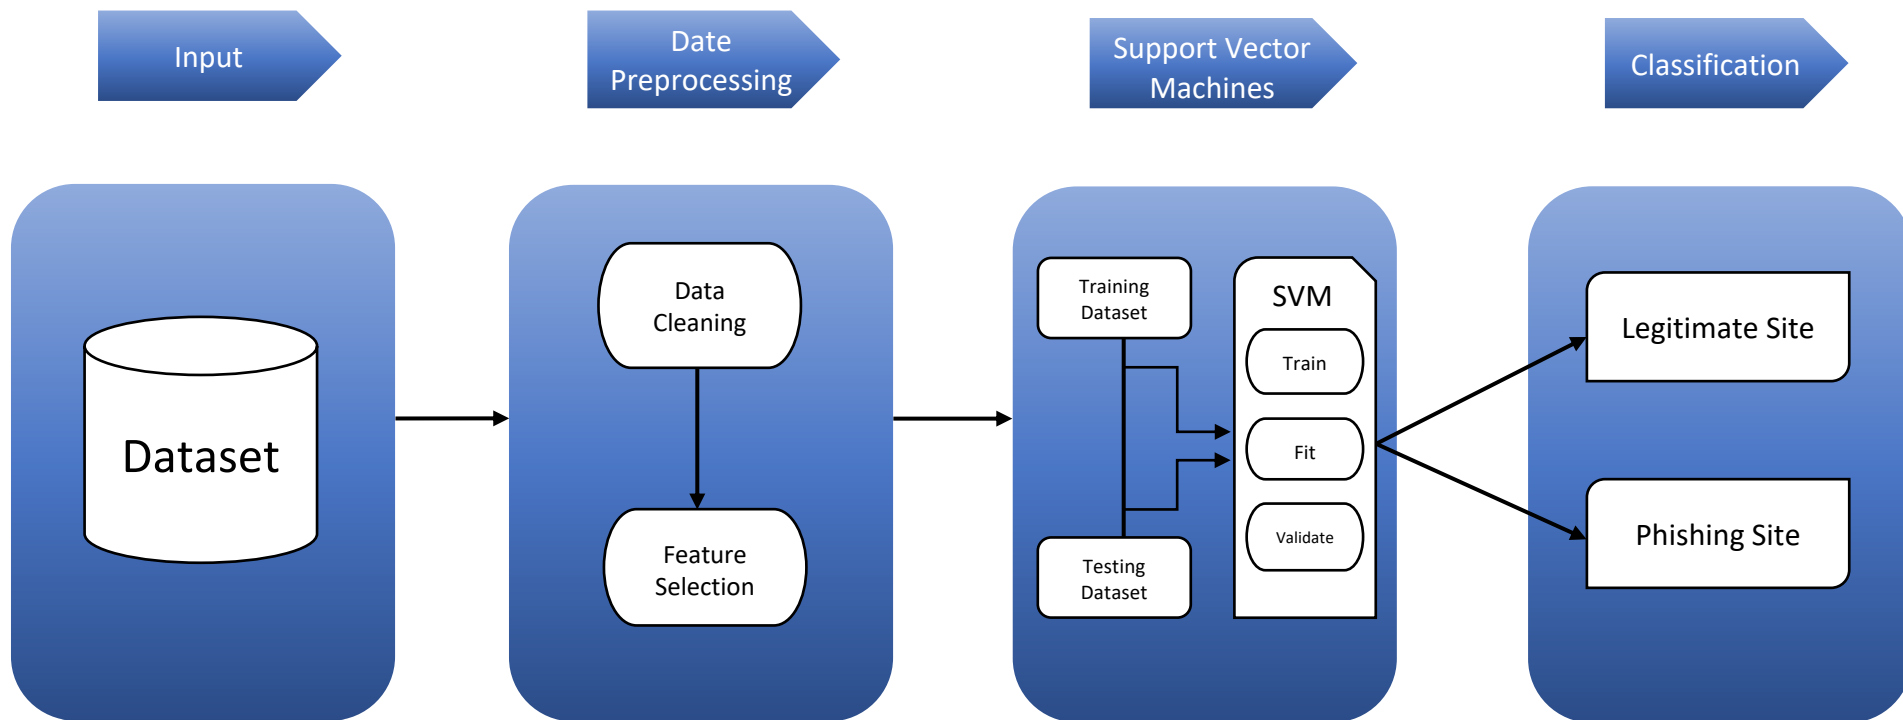 Input
Date
Preprocessing
Support Vector
Machines
Classification
Dataset
Data
Cleaning
Feature
Selection
Training
Dataset
Testing
Dataset
SVM
Train
Fit
Validate
Legitimate Site
Phishing Site